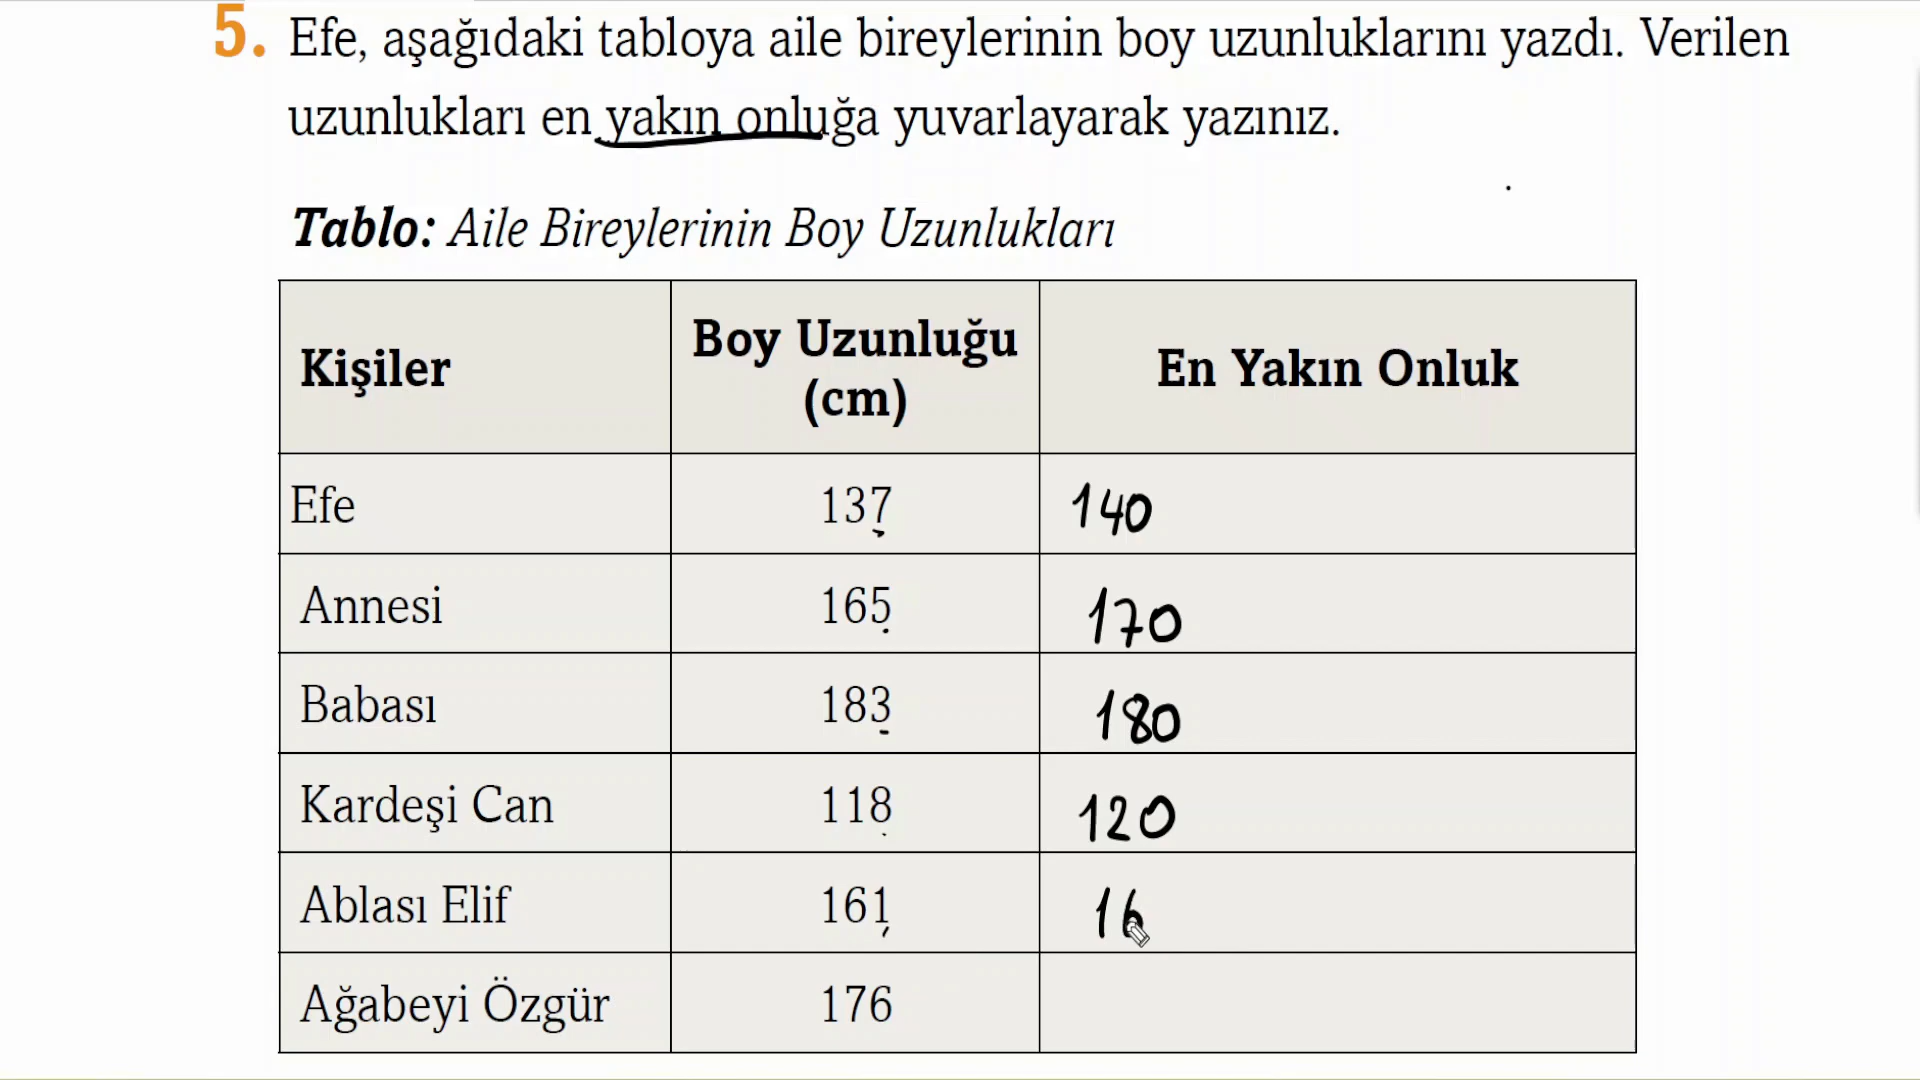 5. Efe, aşağıdaki tabloya aile bireylerinin boy uzunluklarını yazdı. Verilen
uzunlukları en yakın onluğa yuvarlayarak yazınız.
Tablo: Aile Bireylerinin Boy Uzunlukları
Kişiler Boy Uzunluğu (cm) En Yakın Onluk
Efe 137 140
Annesi 165 170
Babası 183 180
Kardeşi Can 118 120
Ablası Elif 161 16
Ağabeyi Özgür 176